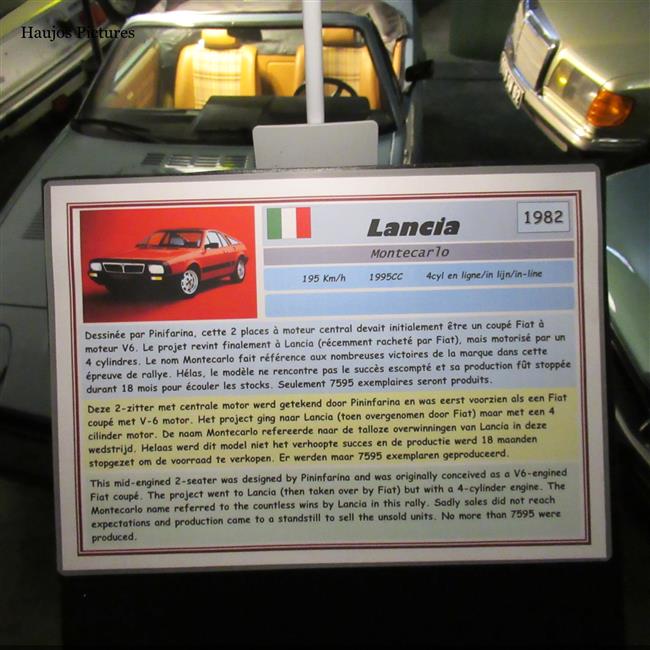 Haujos Pictures
Lancia
1982
Montecarlo
195 Km/h 1995CC 4cyl en ligne/in lijn/in-line
Dessinée par Pinifarina, cette 2 places à moteur central devait initialement être un coupé Fiat à
moteur V6. Le projet revint finalement à Lancia (récemment racheté par Fiat), mais motorisé par un
4 cylindres. Le nom Montecarlo fait référence aux nombreuses victoires de la marque dans cette
épreuve de rallye. Hélas, le modèle ne rencontre pas le succès escompté et sa production fût stoppée
durant 18 mois pour écouler les stocks. Seulement 7595 exemplaires seront produits.
Deze 2-zitter met centrale motor werd getekend door Pininfarina en was eerst voorzien als een Fiat
coupé met V-6 motor. Het project ging naar Lancia (toen overgenomen door Fiat) maar met een 4
cilinder motor. De naam Montecarlo refereerde naar de talloze overwinningen van Lancia in deze
wedstrijd. Helaas werd dit model niet het verhoopte succes en de productie werd 18 maanden
stopgezet om de voorraad te verkopen. Er werden maar 7595 exemplaren geproduceerd.
This mid-engined 2-seater was designed by Pininfarina and was originally conceived as a V6-engined
Fiat coupé. The project went to Lancia (then taken over by Fiat) but with a 4-cylinder engine. The
Montecarlo name referred to the countless wins by Lancia in this rally. Sadly sales did not reach
expectations and production came to a standstill to sell the unsold units. No more than 7595 were
produced.